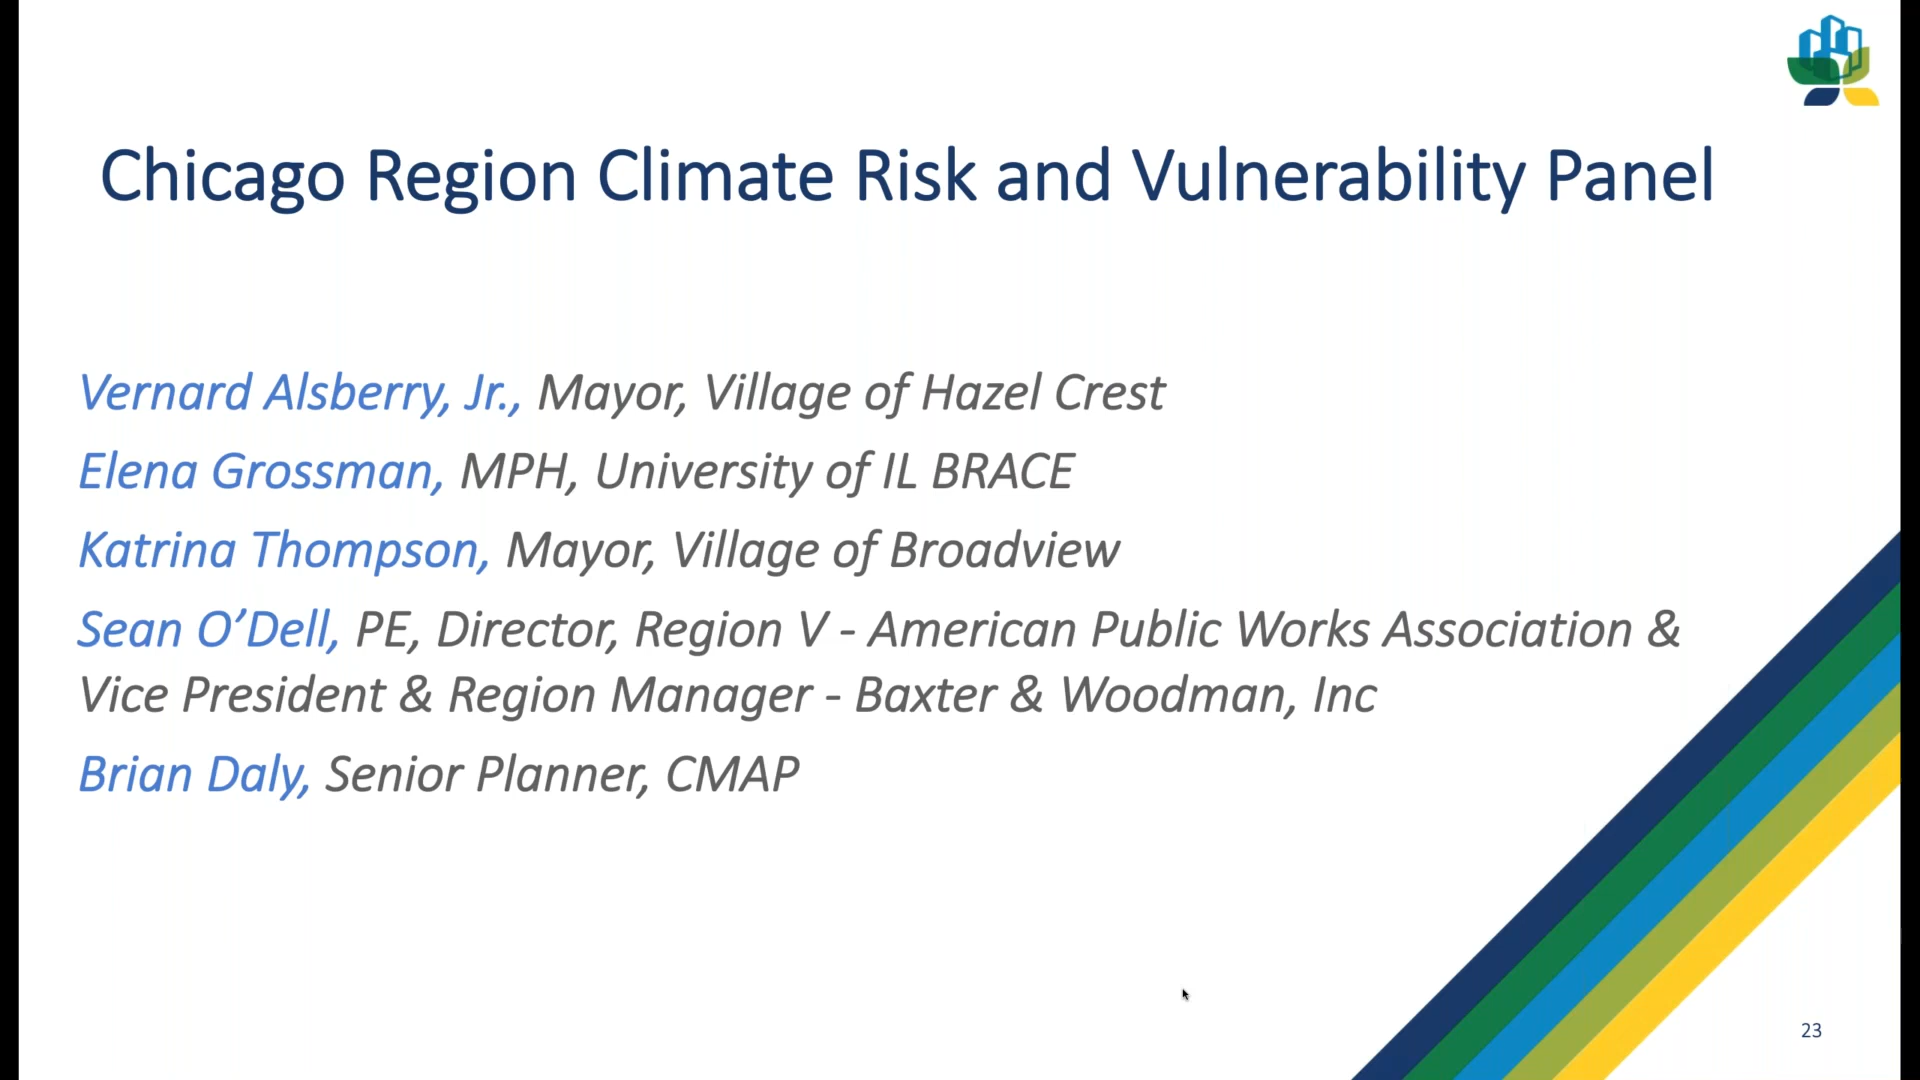 Chicago Region Climate Risk and Vulnerability Panel
Vernard Alsberry, Jr., Mayor, Village of Hazel Crest
Elena Grossman, MPH, University of IL BRACE
Katrina Thompson, Mayor, Village of Broadview
Sean O’Dell, PE, Director, Region V - American Public Works Association &
Vice President & Region Manager - Baxter & Woodman, Inc
Brian Daly, Senior Planner, CMAP
23